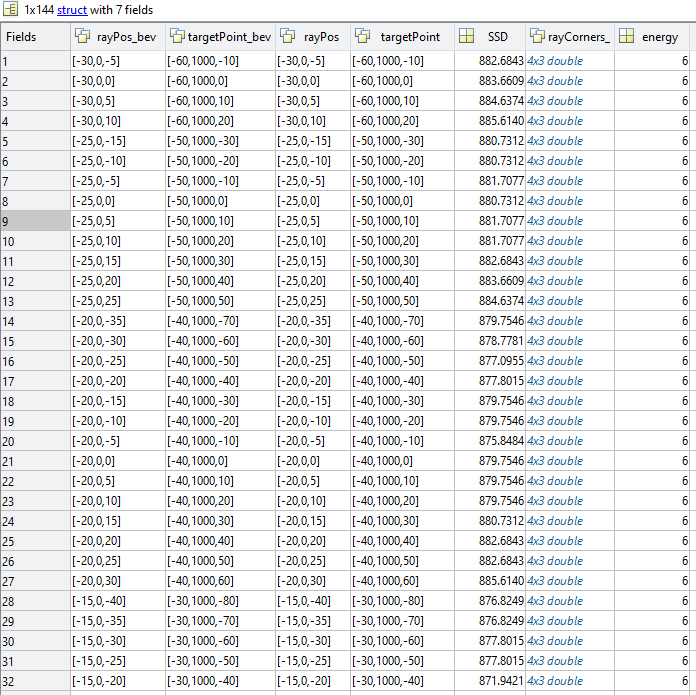 1x144 struct with 7 fields
Fields rayPos_bev targetPoint_bev rayPos targetPoint SSD rayCorners_ energy
1 [-30,0,-5] [-60,1000,-10] [-30,0,-5] [-60,1000,-10] 882.6843 4x3 double 6
2 [-30,0,0] [-60,1000,0] [-30,0,0] [-60,1000,0] 883.6609 4x3 double 6
3 [-30,0,5] [-60,1000,10] [-30,0,5] [-60,1000,10] 884.6374 4x3 double 6
4 [-30,0,10] [-60,1000,20] [-30,0,10] [-60,1000,20] 885.6140 4x3 double 6
5 [-25,0,-15] [-50,1000,-30] [-25,0,-15] [-50,1000,-30] 880.7312 4x3 double 6
6 [-25,0,-10] [-50,1000,-20] [-25,0,-10] [-50,1000,-20] 880.7312 4x3 double 6
7 [-25,0,-5] [-50,1000,-10] [-25,0,-5] [-50,1000,-10] 881.7077 4x3 double 6
8 [-25,0,0] [-50,1000,0] [-25,0,0] [-50,1000,0] 880.7312 4x3 double 6
9 [-25,0,5] [-50,1000,10] [-25,0,5] [-50,1000,10] 881.7077 4x3 double 6
10 [-25,0,10] [-50,1000,20] [-25,0,10] [-50,1000,20] 881.7077 4x3 double 6
11 [-25,0,15] [-50,1000,30] [-25,0,15] [-50,1000,30] 882.6843 4x3 double 6
12 [-25,0,20] [-50,1000,40] [-25,0,20] [-50,1000,40] 883.6609 4x3 double 6
13 [-25,0,25] [-50,1000,50] [-25,0,25] [-50,1000,50] 884.6374 4x3 double 6
14 [-20,0,-35] [-40,1000,-70] [-20,0,-35] [-40,1000,-70] 879.7546 4x3 double 6
15 [-20,0,-30] [-40,1000,-60] [-20,0,-30] [-40,1000,-60] 878.7781 4x3 double 6
16 [-20,0,-25] [-40,1000,-50] [-20,0,-25] [-40,1000,-50] 877.0955 4x3 double 6
17 [-20,0,-20] [-40,1000,-40] [-20,0,-20] [-40,1000,-40] 877.8015 4x3 double 6
18 [-20,0,-15] [-40,1000,-30] [-20,0,-15] [-40,1000,-30] 879.7546 4x3 double 6
19 [-20,0,-10] [-40,1000,-20] [-20,0,-10] [-40,1000,-20] 879.7546 4x3 double 6
20 [-20,0,-5] [-40,1000,-10] [-20,0,-5] [-40,1000,-10] 875.8484 4x3 double 6
21 [-20,0,0] [-40,1000,0] [-20,0,0] [-40,1000,0] 879.7546 4x3 double 6
22 [-20,0,5] [-40,1000,10] [-20,0,5] [-40,1000,10] 879.7546 4x3 double 6
23 [-20,0,10] [-40,1000,20] [-20,0,10] [-40,1000,20] 879.7546 4x3 double 6
24 [-20,0,15] [-40,1000,30] [-20,0,15] [-40,1000,30] 880.7312 4x3 double 6
25 [-20,0,20] [-40,1000,40] [-20,0,20] [-40,1000,40] 882.6843 4x3 double 6
26 [-20,0,25] [-40,1000,50] [-20,0,25] [-40,1000,50] 882.6843 4x3 double 6
27 [-20,0,30] [-40,1000,60] [-20,0,30] [-40,1000,60] 885.6140 4x3 double 6
28 [-15,0,-40] [-30,1000,-80] [-15,0,-40] [-30,1000,-80] 876.8249 4x3 double 6
29 [-15,0,-35] [-30,1000,-70] [-15,0,-35] [-30,1000,-70] 876.8249 4x3 double 6
30 [-15,0,-30] [-30,1000,-60] [-15,0,-30] [-30,1000,-60] 877.8015 4x3 double 6
31 [-15,0,-25] [-30,1000,-50] [-15,0,-25] [-30,1000,-50] 877.8015 4x3 double 6
32 [-15,0,-20] [-30,1000,-40] [-15,0,-20] [-30,1000,-40] 871.9421 4x3 double 6